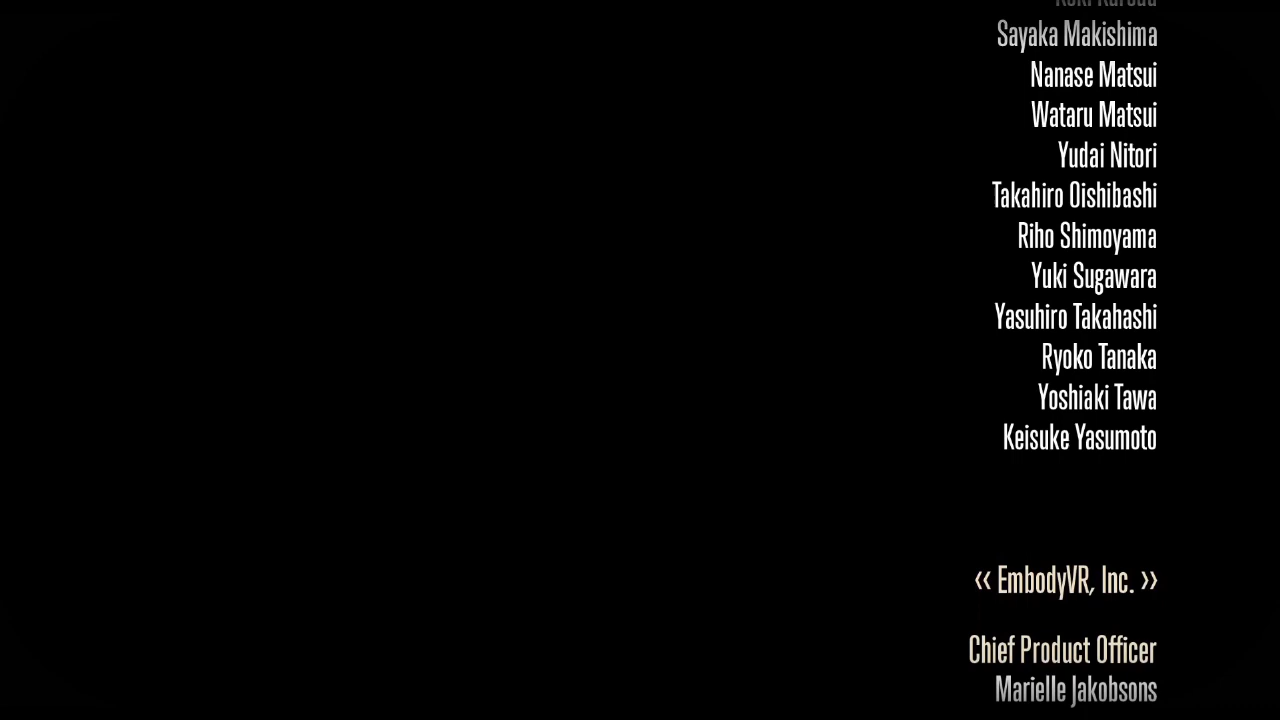 Sayaka Makishima
Nanase Matsui
Wataru Matsui
Yudai Nitori
Takahiro Oishibashi
Riho Shimoyama
Yuki Sugawara
Yasuhiro Takahashi
Ryoko Tanaka
Yoshiaki Tawa
Keisuke Yasumoto
‹‹ EmbodyVR, Inc. ››
Chief Product Officer
Marielle Jakobsons